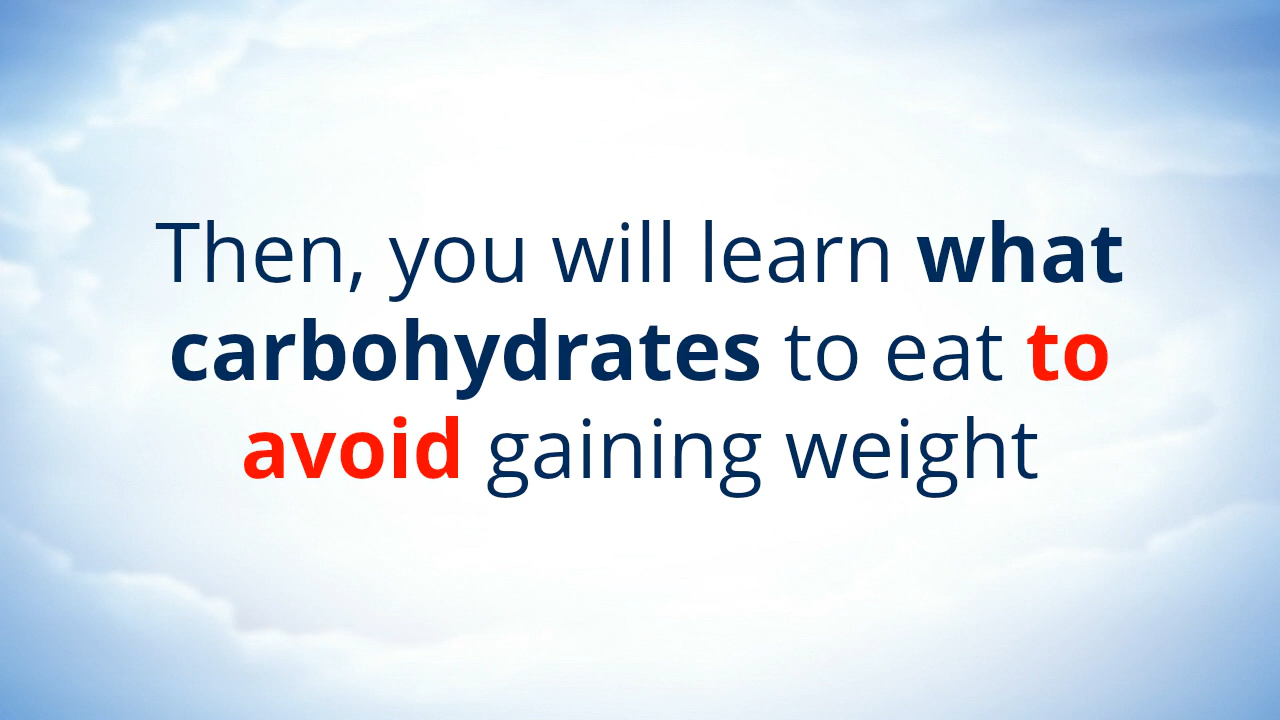 Then, you will learn what
carbohydrates to eat to
avoid gaining weight